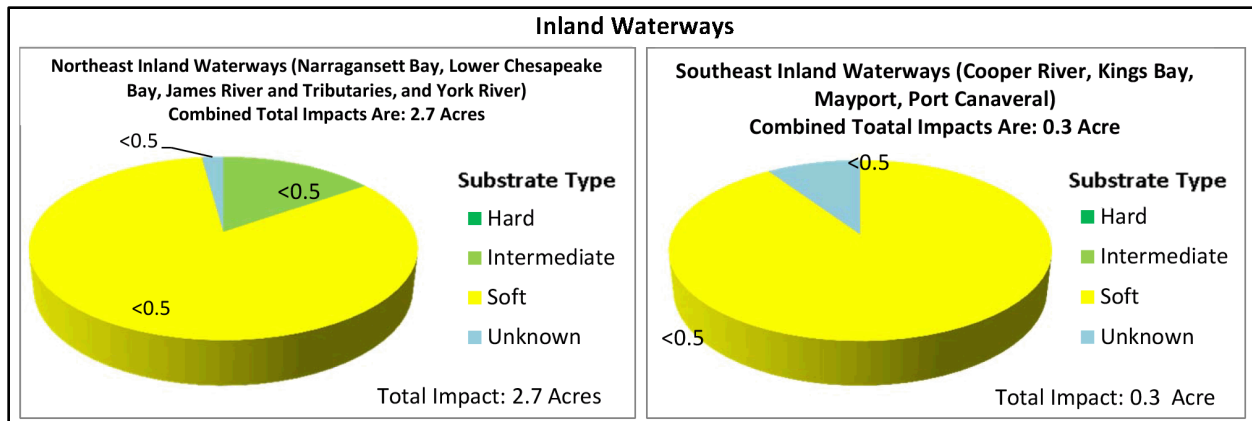 Inland Waterways
Northeast Inland Waterways (Narragansett Bay, Lower Chesapeake
Bay, James River and Tributaries, and York River)
Combined Total Impacts Are: 2.7 Acres
<0.5
<0.5
<0.5
Substrate Type
Hard
Intermediate
Soft
Unknown
Total Impact: 2.7 Acres
Southeast Inland Waterways (Cooper River, Kings Bay,
Mayport, Port Canaveral)
Combined Toatal Impacts Are: 0.3 Acre
<0.5
<0.5
Substrate Type
Hard
Intermediate
Soft
Unknown
Total Impact: 0.3 Acre